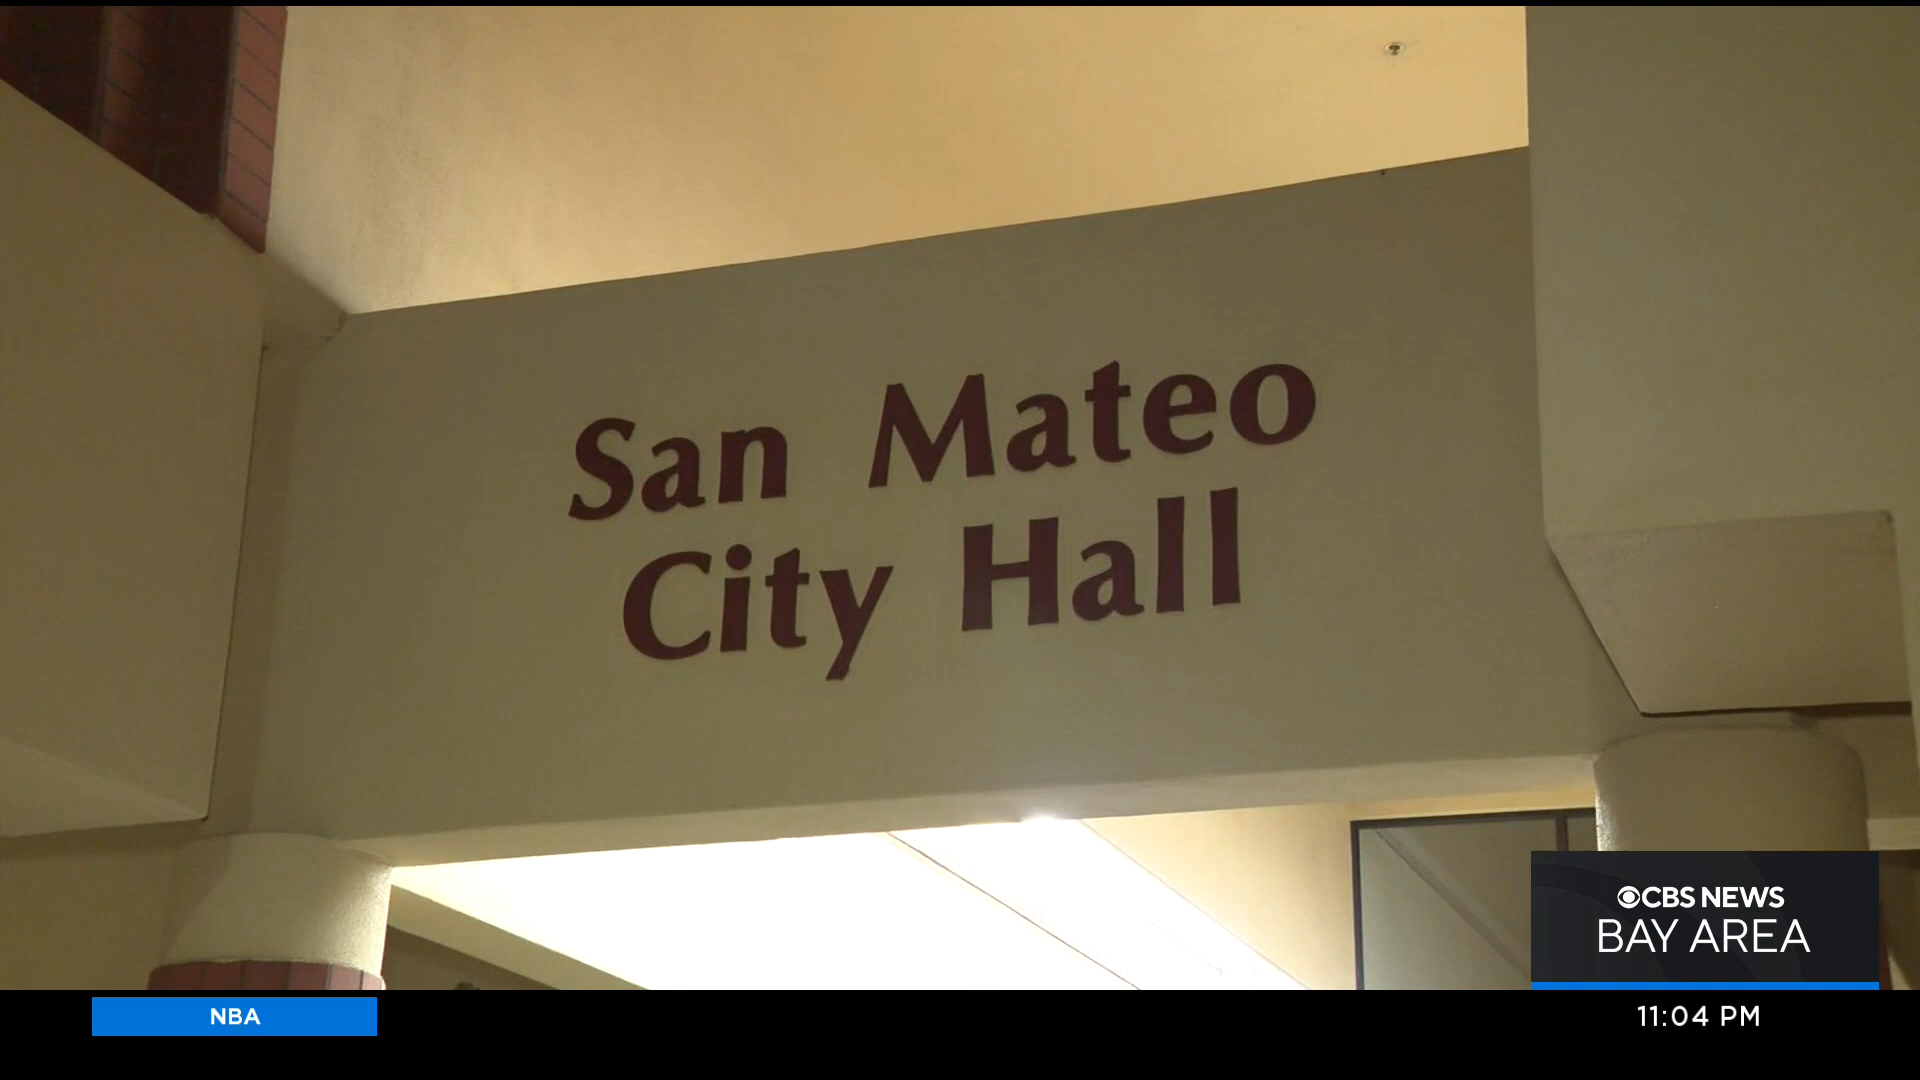 San Mateo
City Hall
CBS NEWS
BAY AREA
NBA
11:04 PM